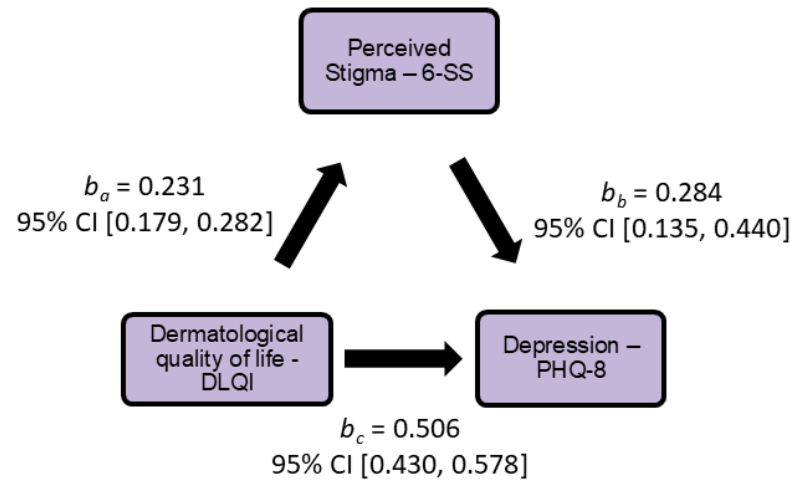 Perceived
Stigma – 6-SS
b_a = 0.231
95% CI [0.179, 0.282]
b_b = 0.284
95% CI [0.135, 0.440]
Dermatological
quality of life -
DLQI
Depression –
PHQ-8
b_c = 0.506
95% CI [0.430, 0.578]